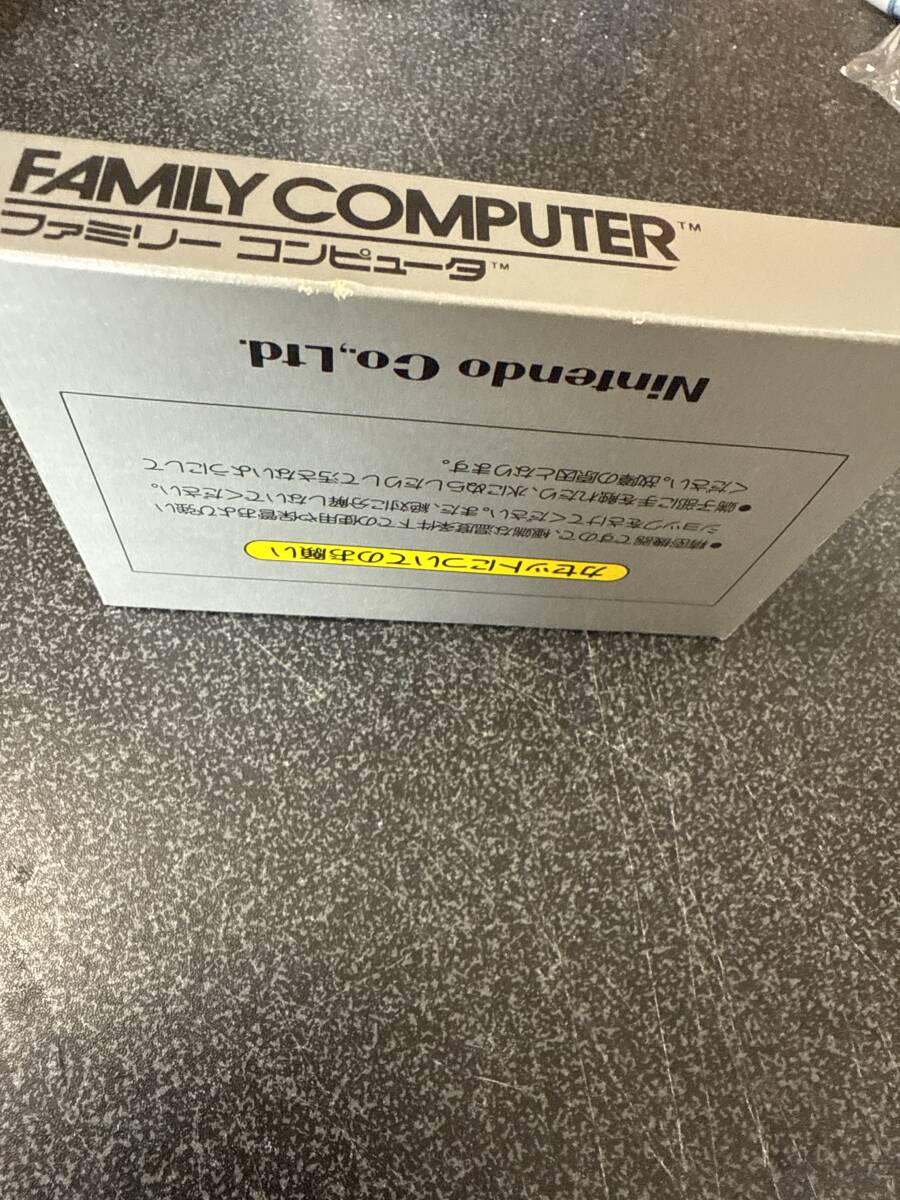 FAMILY COMPUTER™
ファミリー コンピュータ™
カセットについてのお願い
●精密機器ですので、極端な温度条件下での使用や保管および強い
ショックをさけてください。また、絶対に分解しないでください。
●端子部に手を触れたり、水にぬらしたりして汚さないようにして
ください。故障の原因となります。
Nintendo Co.,Ltd.